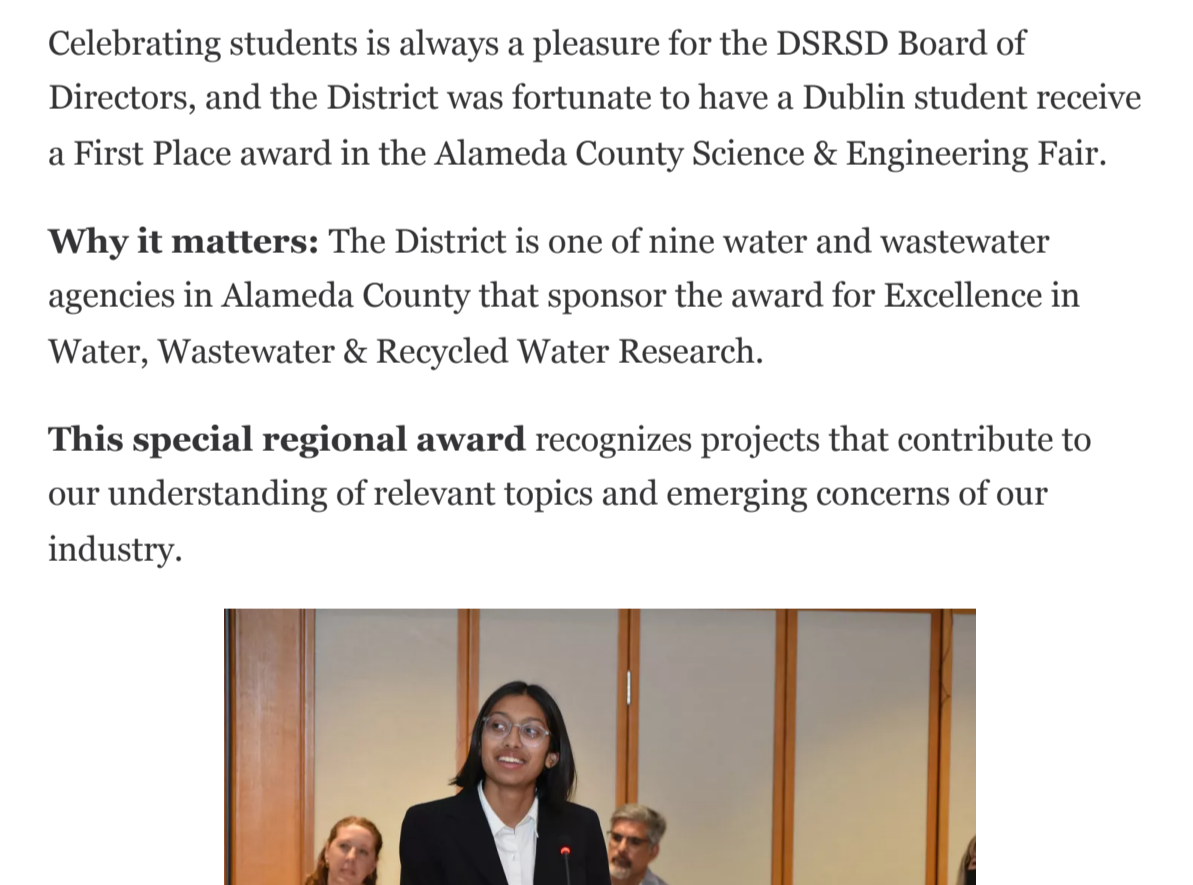 Celebrating students is always a pleasure for the DSRSD Board of
Directors, and the District was fortunate to have a Dublin student receive
a First Place award in the Alameda County Science & Engineering Fair.
Why it matters: The District is one of nine water and wastewater
agencies in Alameda County that sponsor the award for Excellence in
Water, Wastewater & Recycled Water Research.
This special regional award recognizes projects that contribute to
our understanding of relevant topics and emerging concerns of our
industry.